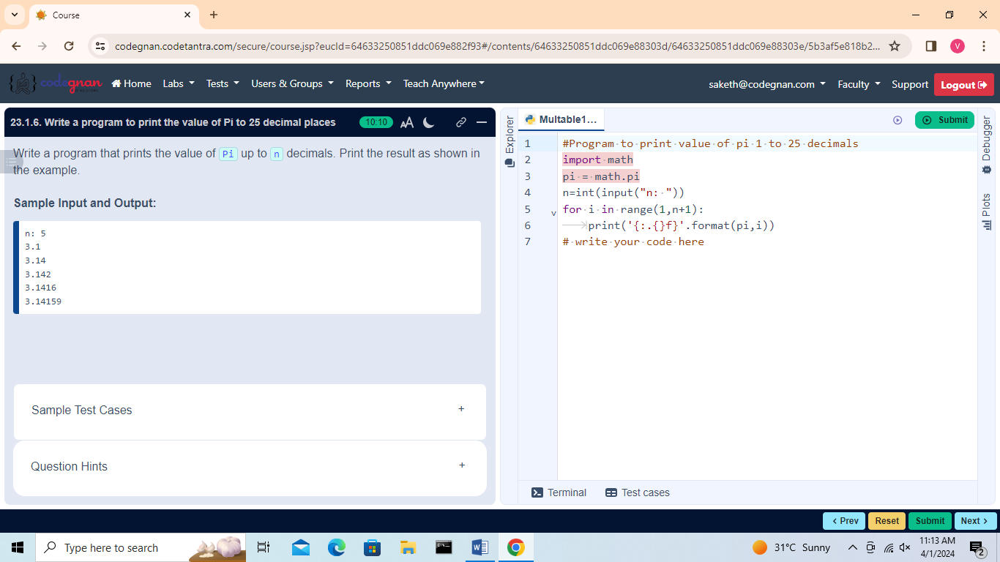 Course
codegnan.codetantra.com/secure/course.jsp?eucId=64633250851ddc069e882f93#/contents/64633250851ddc069e88303d/64633250851ddc069e88303e/5b3af5e818b2...
V
codegnan
Home Labs Tests Users & Groups Reports Teach Anywhere
saketh@codegnan.com Faculty Support Logout
23.1.6. Write a program to print the value of Pi to 25 decimal places 10:10 AA
Write a program that prints the value of Pi up to n decimals. Print the result as shown in
the example.
Sample Input and Output:
n: 5
3.1
3.14
3.142
3.1416
3.14159
Sample Test Cases +
Question Hints +
Explorer
Multable1...
Submit
1 #Program to print value of pi 1 to 25 decimals
2 import math
3 pi = math.pi
4 n=int(input("n: "))
5 for i in range(1,n+1):
6 print('{:.{}f}'.format(pi,i))
7 # write your code here
Debugger
Plots
Terminal Test cases
< Prev Reset Submit Next >
Type here to search
31°C Sunny
11:13 AM
4/1/2024
2